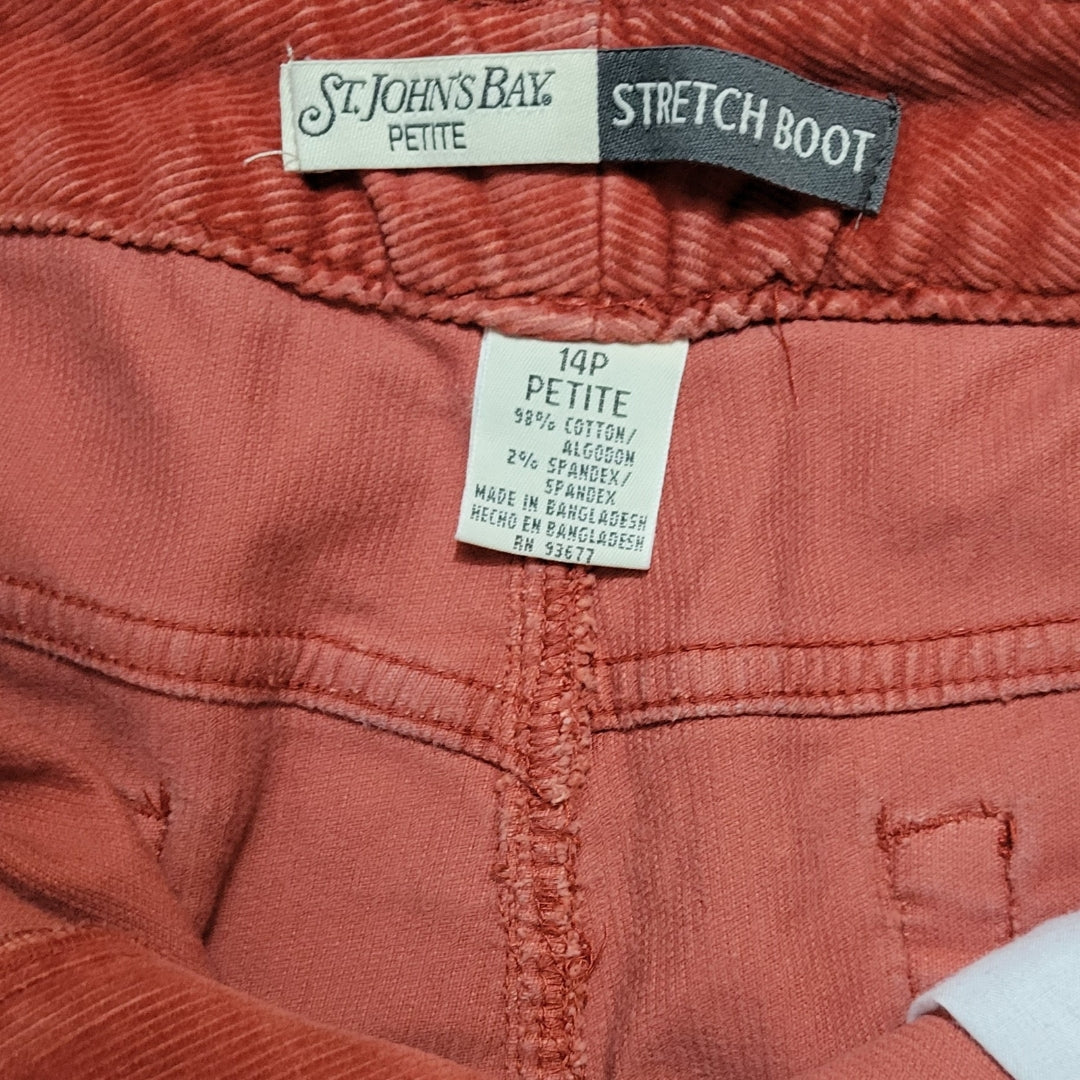 ST. JOHN'S BAY®
PETITE
STRETCH BOOT
14P
PETITE
98% COTTON/
ALGODON
2% SPANDEX/
SPANDEX
MADE IN BANGLADESH
HECHO EN BANGLADESH
RN 93677